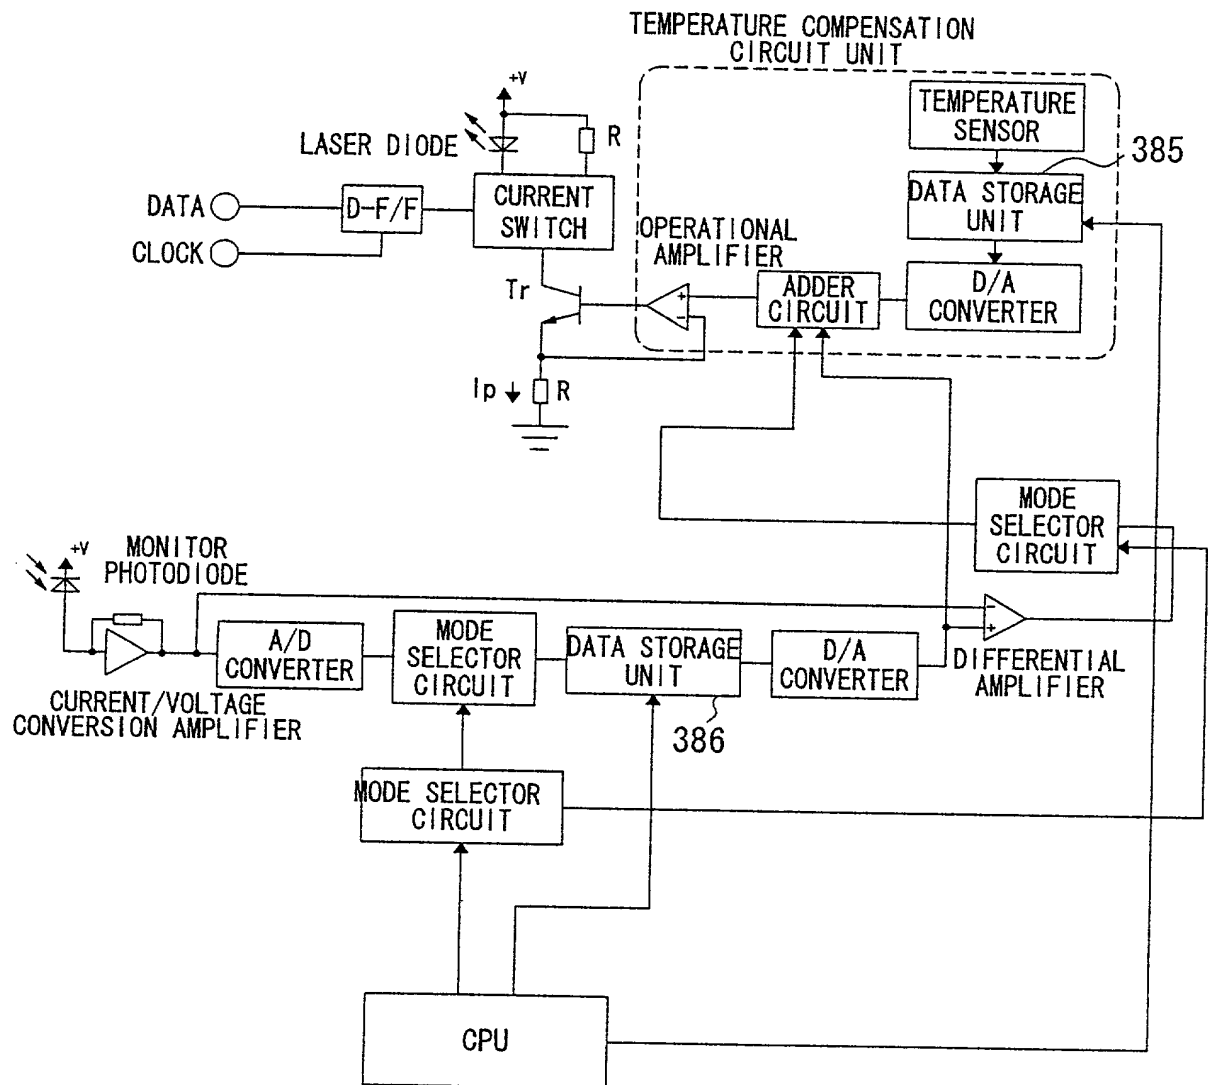 TEMPERATURE COMPENSATION
CIRCUIT UNIT
+V
TEMPERATURE
SENSOR
LASER DIODE
R
385
DATA STORAGE
UNIT
DATA
D-F/F
CURRENT
SWITCH
CLOCK
OPERATIONAL
AMPLIFIER
D/A
CONVERTER
Tr
+
-
ADDER
CIRCUIT
Ip
R
MODE
SELECTOR
CIRCUIT
+V
MONITOR
PHOTODIODE
A/D
CONVERTER
MODE
SELECTOR
CIRCUIT
DATA STORAGE
UNIT
D/A
CONVERTER
-
+
DIFFERENTIAL
AMPLIFIER
CURRENT/VOLTAGE
CONVERSION AMPLIFIER
386
MODE SELECTOR
CIRCUIT
CPU